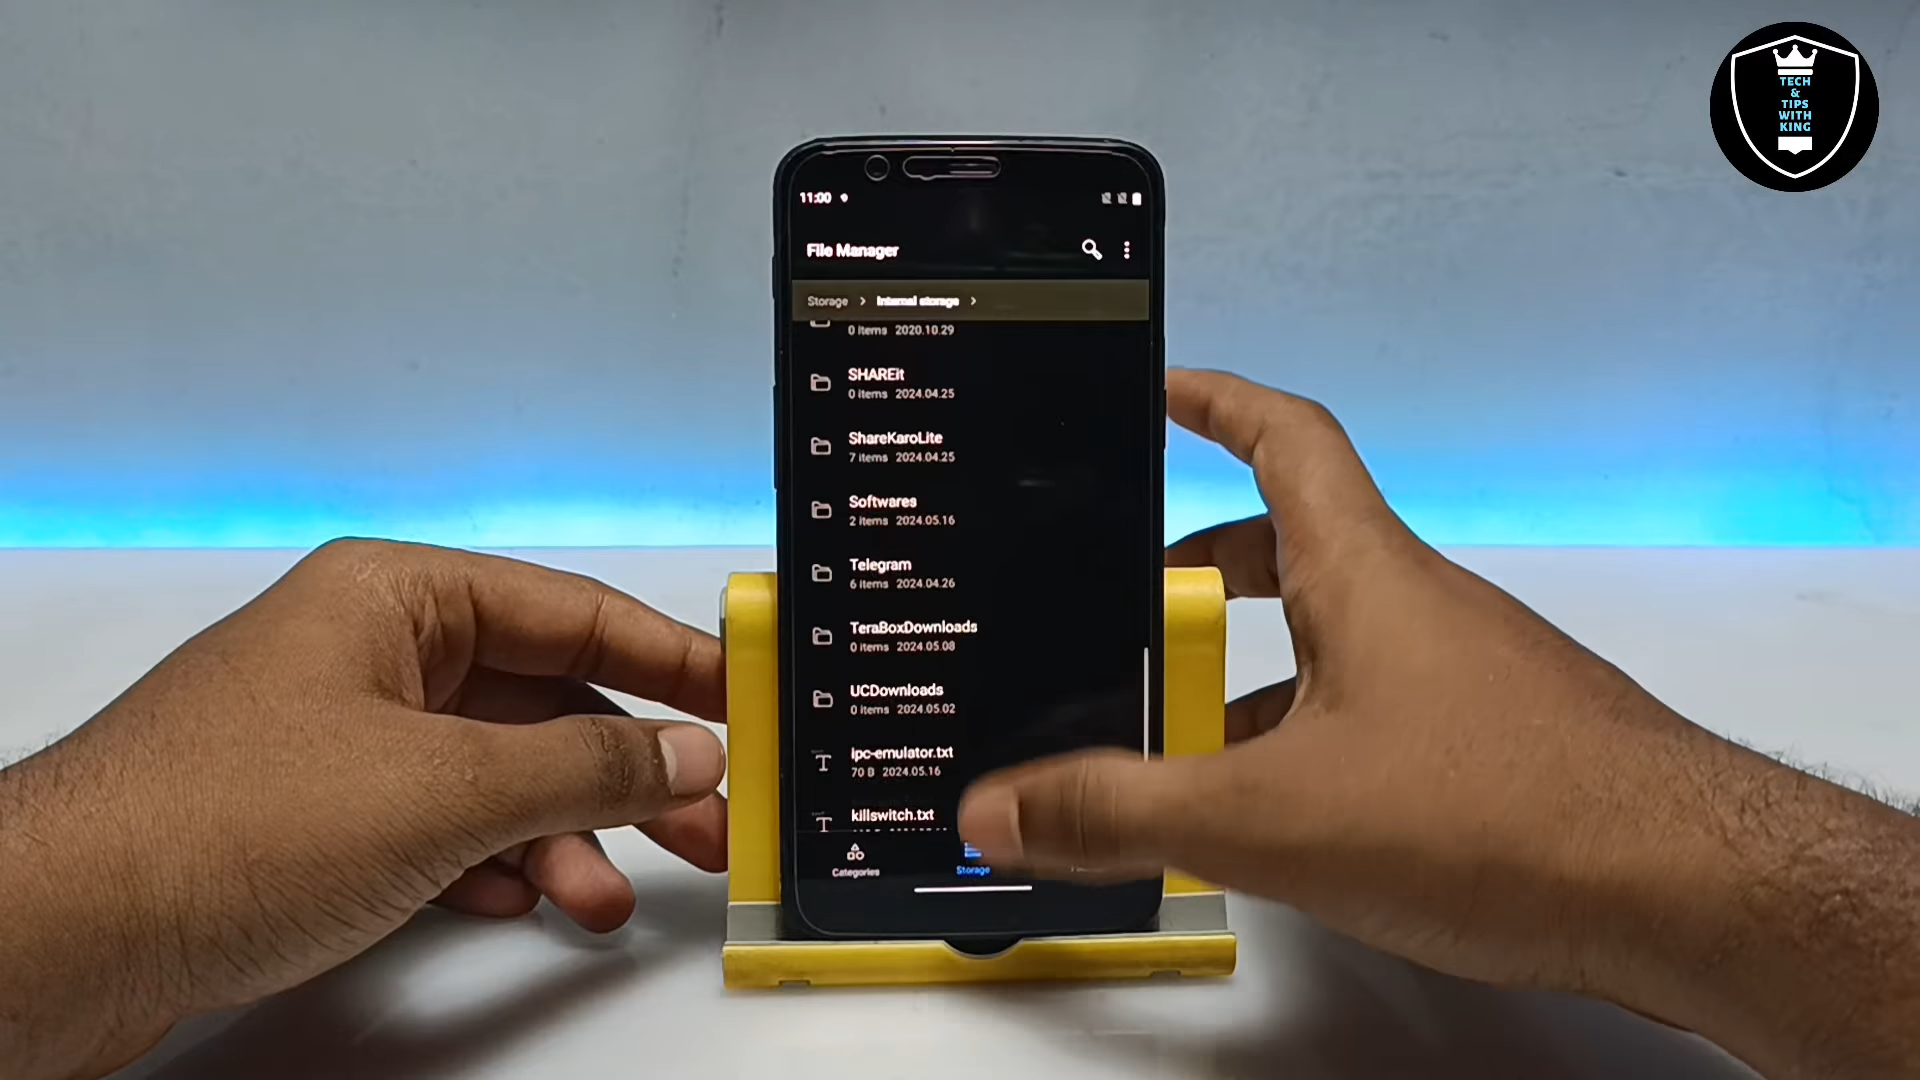 TECH
&
TIPS
WITH
KING
11:00
File Manager
Storage > Internal storage >
0 items 2020.10.29
SHAREit
0 items 2024.04.25
ShareKaroLite
7 items 2024.04.25
Softwares
2 items 2024.05.16
Telegram
6 items 2024.04.26
TeraBoxDownloads
0 items 2024.05.08
UCDownloads
0 items 2024.05.02
ipc-emulator.txt
70 B 2024.05.16
killswitch.txt
Categories
Storage